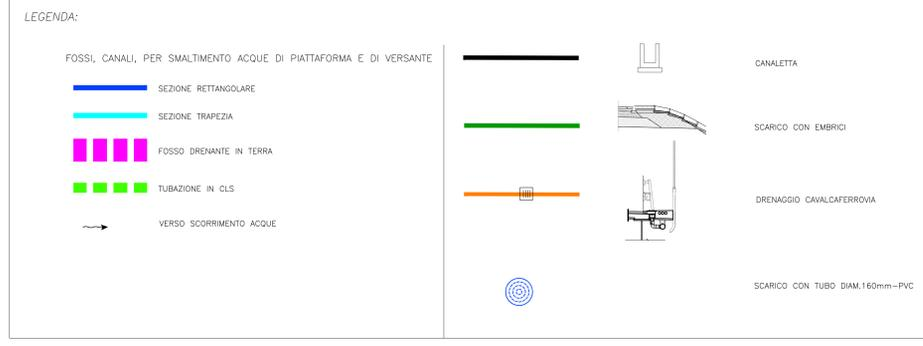 LEGENDA:
FOSSI, CANALI, PER SMALTIMENTO ACQUE DI PIATTAFORMA E DI VERSANTE
SEZIONE RETTANGOLARE
SEZIONE TRAPEZIA
FOSSO DRENANTE IN TERRA
TUBAZIONE IN CLS
VERSO SCORRIMENTO ACQUE
CANALETTA
SCARICO CON EMBRICI
DRENAGGIO CAVALCAFERROVIA
SCARICO CON TUBO DIAM.160mm-PVC